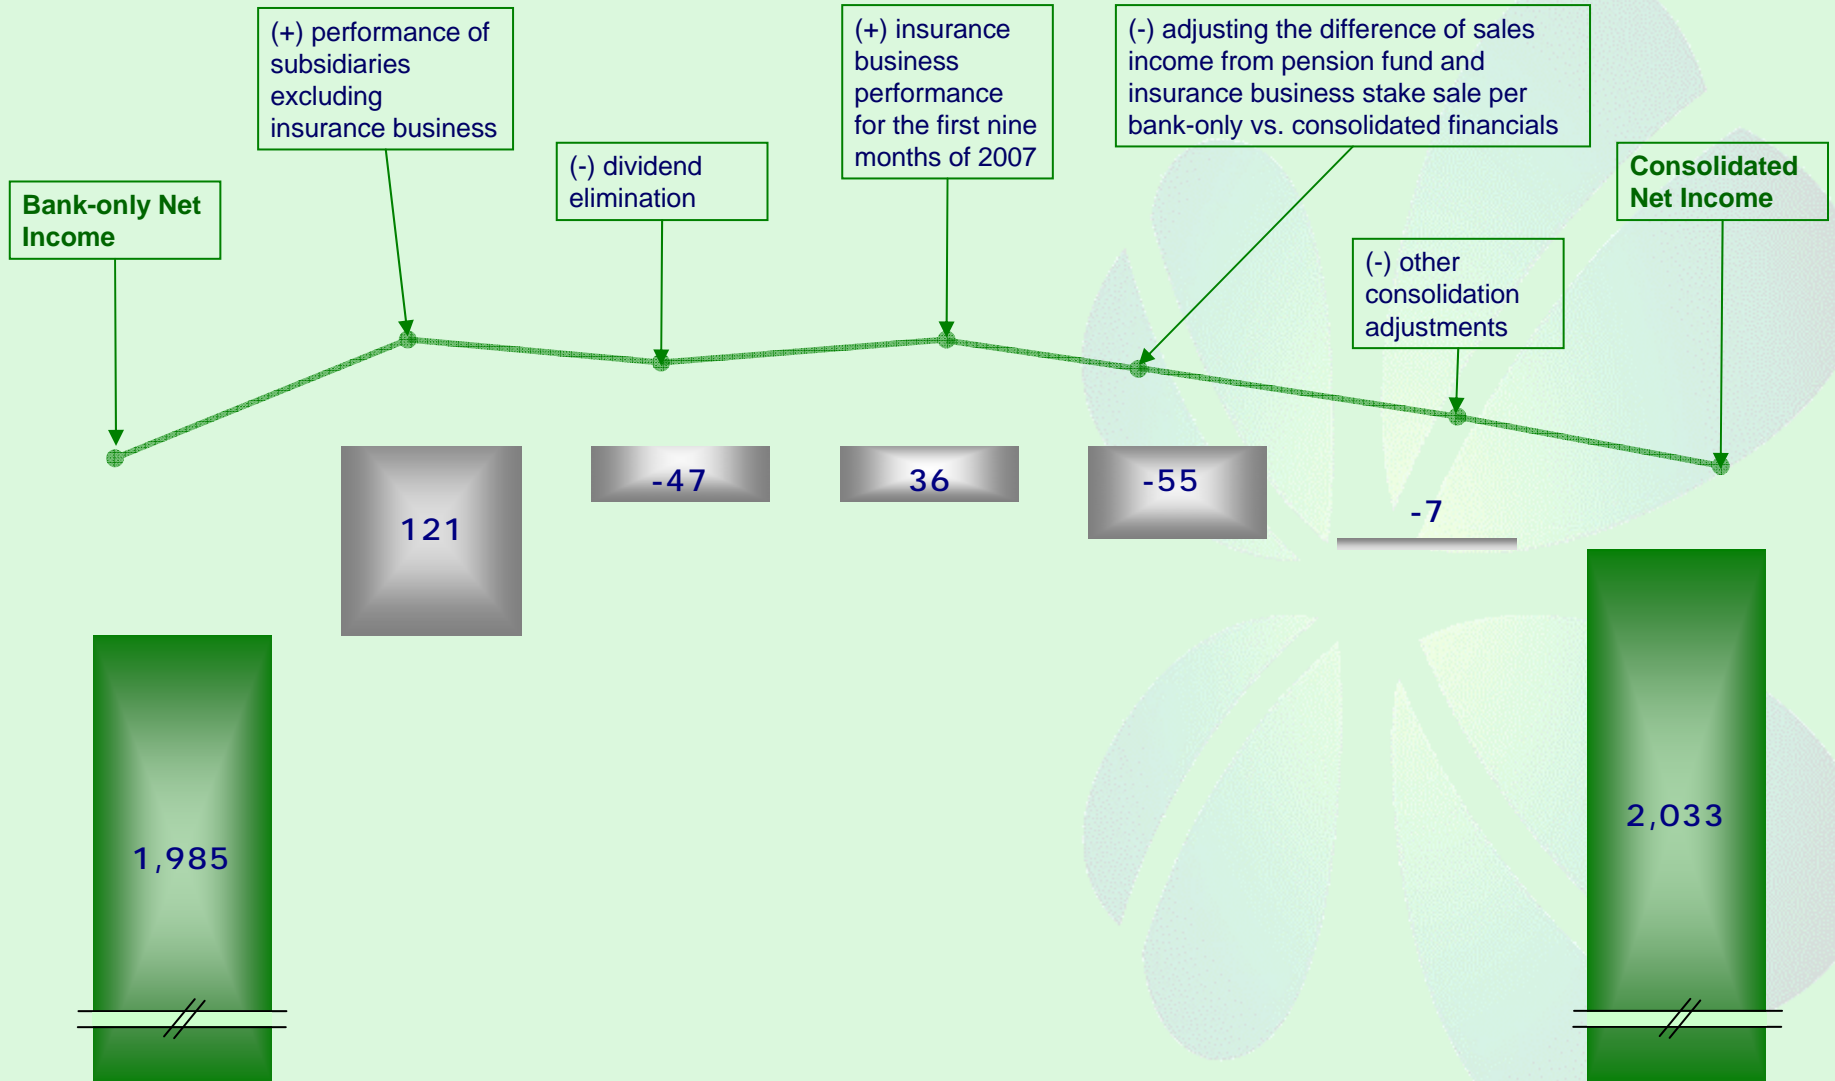 (+) performance of
subsidiaries
excluding
insurance business
(+) insurance
business
performance
for the first nine
months of 2007
(-) adjusting the difference of sales
income from pension fund and
insurance business stake sale per
bank-only vs. consolidated financials
(-) dividend
elimination
Consolidated
Net Income
Bank-only Net
Income
(-) other
consolidation
adjustments
121
-47
36
-55
-7
1,985
2,033